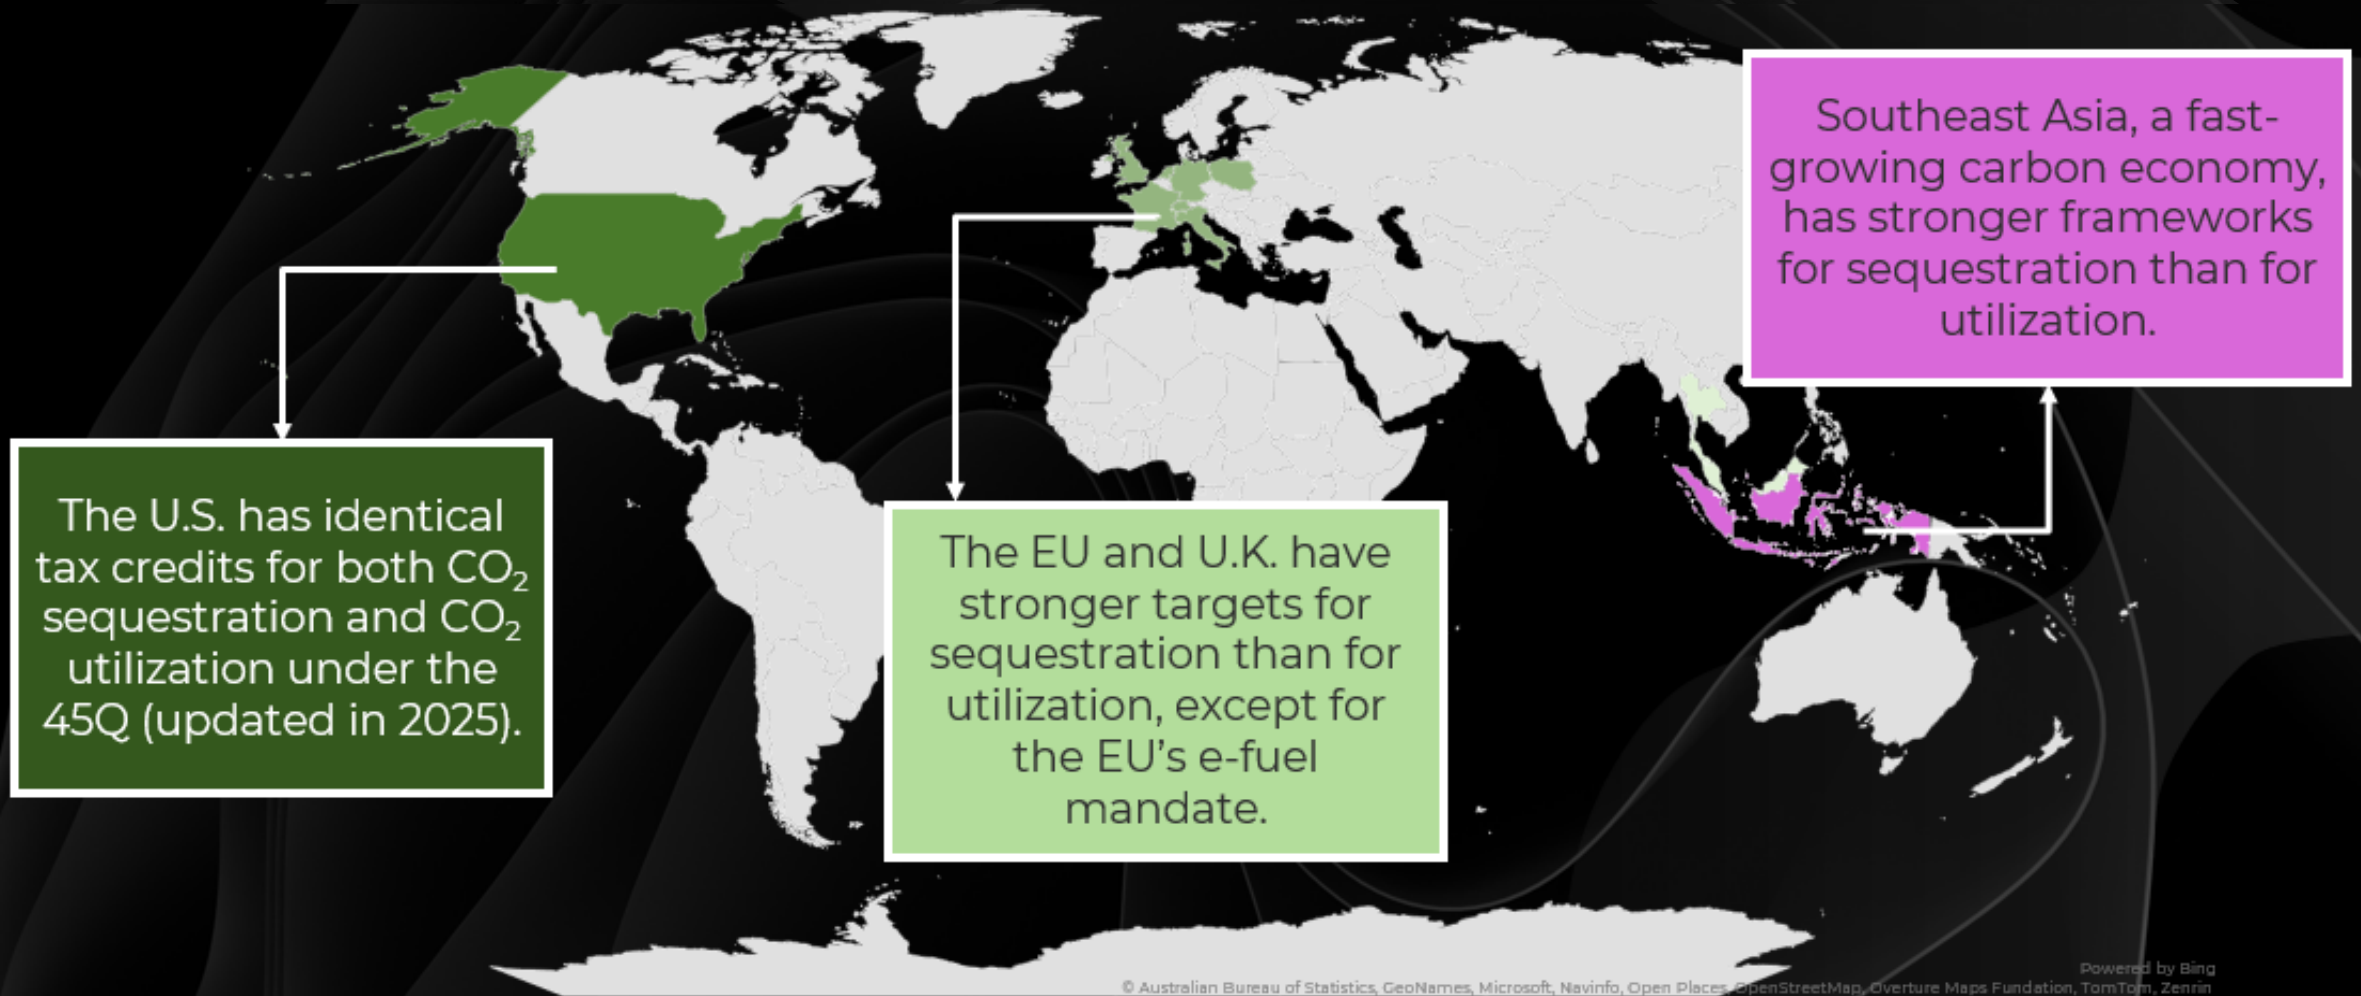 Southeast Asia, a fast-
growing carbon economy,
has stronger frameworks
for sequestration than for
utilization.
The U.S. has identical
tax credits for both CO₂
sequestration and CO₂
utilization under the
45Q (updated in 2025).
The EU and U.K. have
stronger targets for
sequestration than for
utilization, except for
the EU’s e-fuel
mandate.
Powered by Bing
© Australian Bureau of Statistics, GeoNames, Microsoft, Navinfo, Open Places, OpenStreetMap, Overture Maps Fundation, TomTom, Zenrin